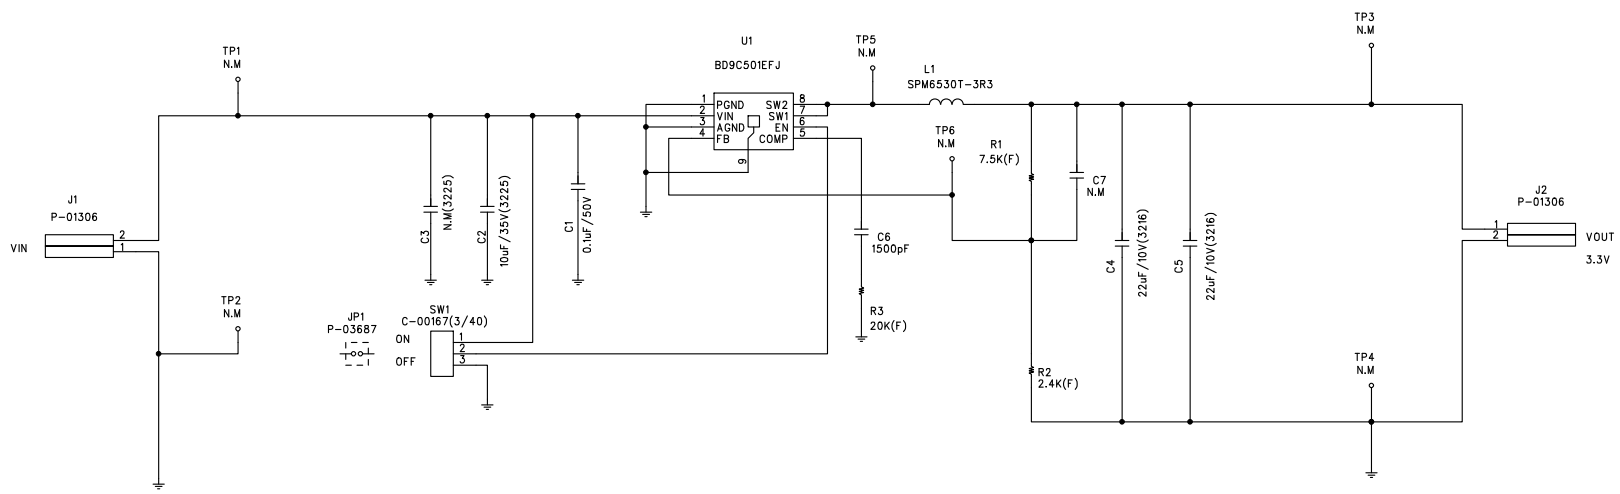 TP1
N.M
J1
P-01306
VIN
2
1
TP2
N.M
C3
N.M(3225)
C2
10uF/35V(3225)
C1
0.1uF/50V
JP1
P-03687
SW1
C-00167(3/40)
ON
OFF
1
2
3
U1
BD9C501EFJ
1 PGND
2 VIN
3 AGND
4 FB
SW2 8
SW1 7
EN 6
COMP 5
9
TP5
N.M
L1
SPM6530T-3R3
TP6
N.M
C6
1500pF
R3
20K(F)
R1
7.5K(F)
C7
N.M
R2
2.4K(F)
C4
22uF/10V(3216)
C5
22uF/10V(3216)
TP3
N.M
TP4
N.M
J2
P-01306
1
2
VOUT
3.3V